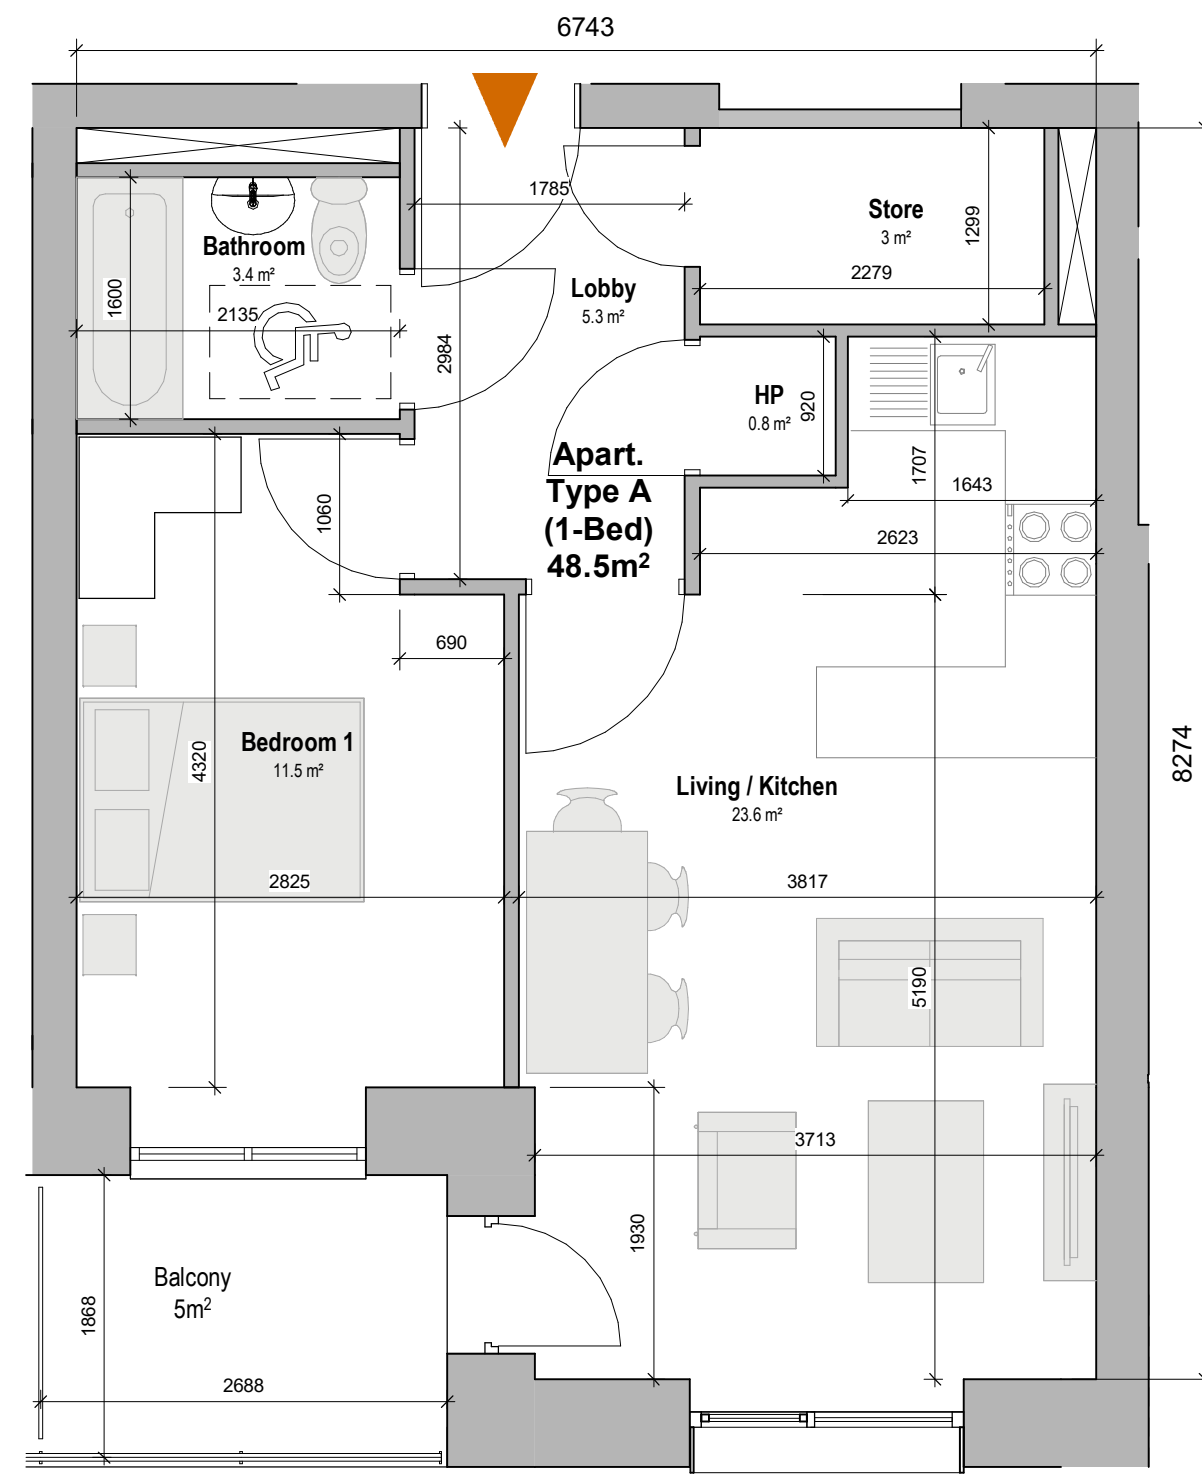 6743
1785
Store
3 m²
1299
2279
Bathroom
3.4 m²
1600
2135
Lobby
5.3 m²
2984
HP
0.8 m²
920
Apart.
Type A
(1-Bed)
48.5m²
1707
1643
2623
1060
690
Bedroom 1
11.5 m²
4320
8274
Living / Kitchen
23.6 m²
2825
3817
5190
3713
1930
Balcony
5m²
1868
2688